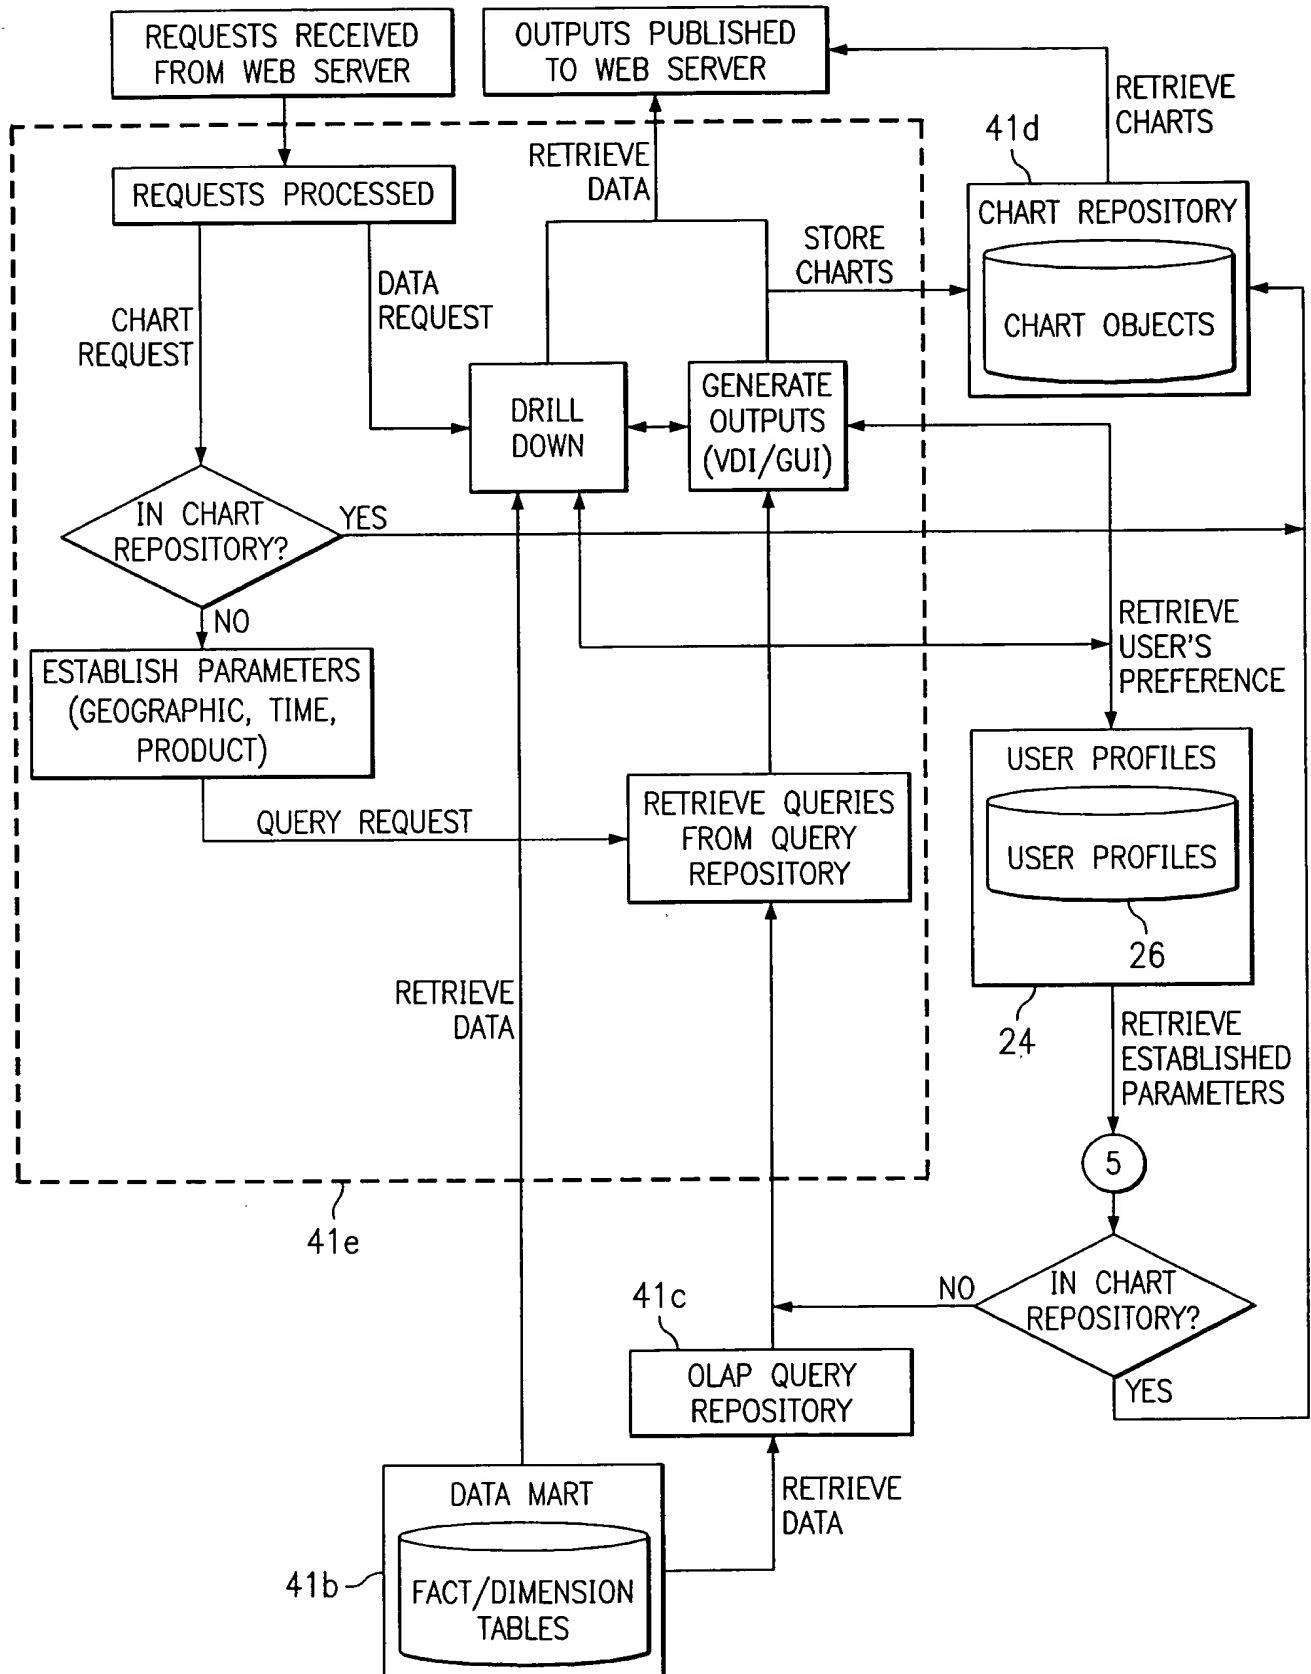 REQUESTS RECEIVED
FROM WEB SERVER
OUTPUTS PUBLISHED
TO WEB SERVER
RETRIEVE
CHARTS
41d
RETRIEVE
DATA
REQUESTS PROCESSED
CHART REPOSITORY
CHART OBJECTS
STORE
CHARTS
DATA
REQUEST
CHART
REQUEST
DRILL
DOWN
GENERATE
OUTPUTS
(VDI/GUI)
IN CHART
REPOSITORY?
YES
NO
RETRIEVE
USER'S
PREFERENCE
ESTABLISH PARAMETERS
(GEOGRAPHIC, TIME,
PRODUCT)
QUERY REQUEST
RETRIEVE QUERIES
FROM QUERY
REPOSITORY
USER PROFILES
USER PROFILES
26
24
RETRIEVE
DATA
RETRIEVE
ESTABLISHED
PARAMETERS
5
41e
IN CHART
REPOSITORY?
NO
YES
41c
OLAP QUERY
REPOSITORY
RETRIEVE
DATA
DATA MART
FACT/DIMENSION
TABLES
41b